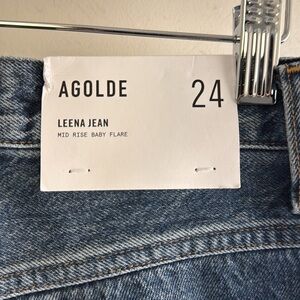 AGOLDE 24
LEENA JEAN
MID RISE BABY FLARE